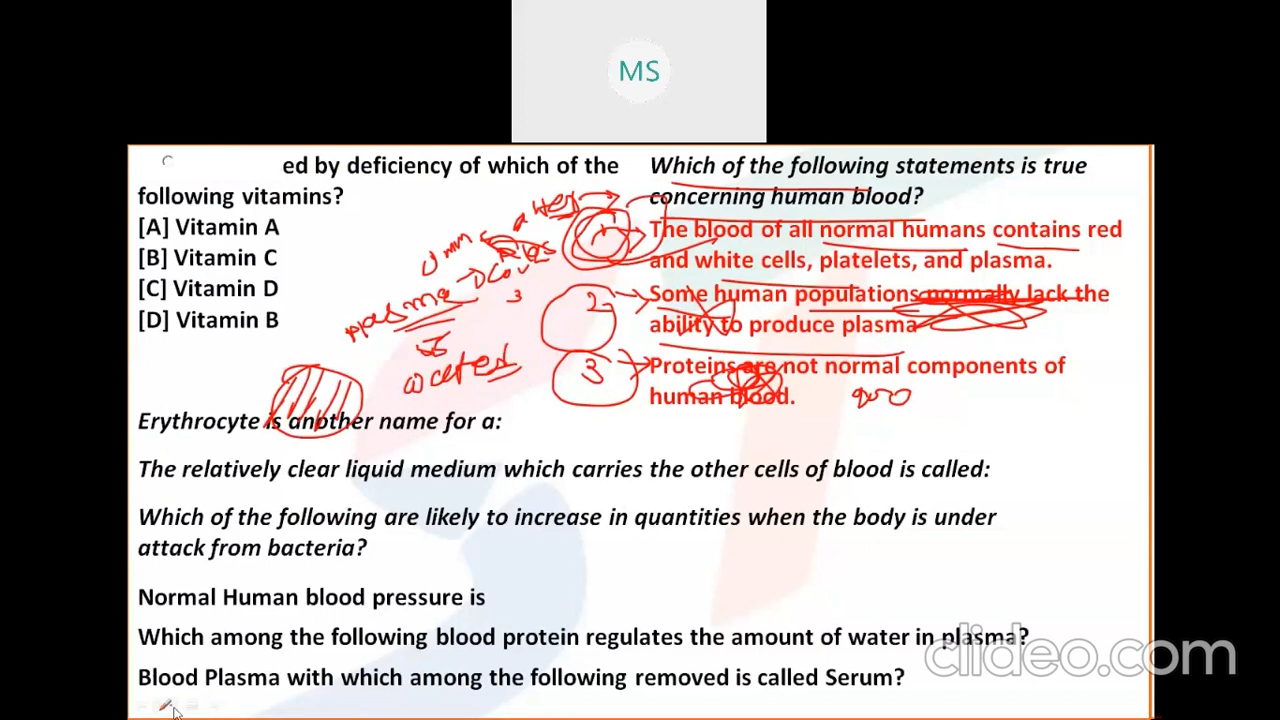 MS
ed by deficiency of which of the
following vitamins?
[A] Vitamin A
[B] Vitamin C
[C] Vitamin D
[D] Vitamin B
Which of the following statements is true
concerning human blood?
The blood of all normal humans contains red
and white cells, platelets, and plasma.
Some human populations normally lack the
ability to produce plasma
Proteins are not normal components of
human blood.
plasma
water
2
3
3
Erythrocyte is another name for a:
The relatively clear liquid medium which carries the other cells of blood is called:
Which of the following are likely to increase in quantities when the body is under
attack from bacteria?
Normal Human blood pressure is
Which among the following blood protein regulates the amount of water in plasma?
Blood Plasma with which among the following removed is called Serum?
clideo.com